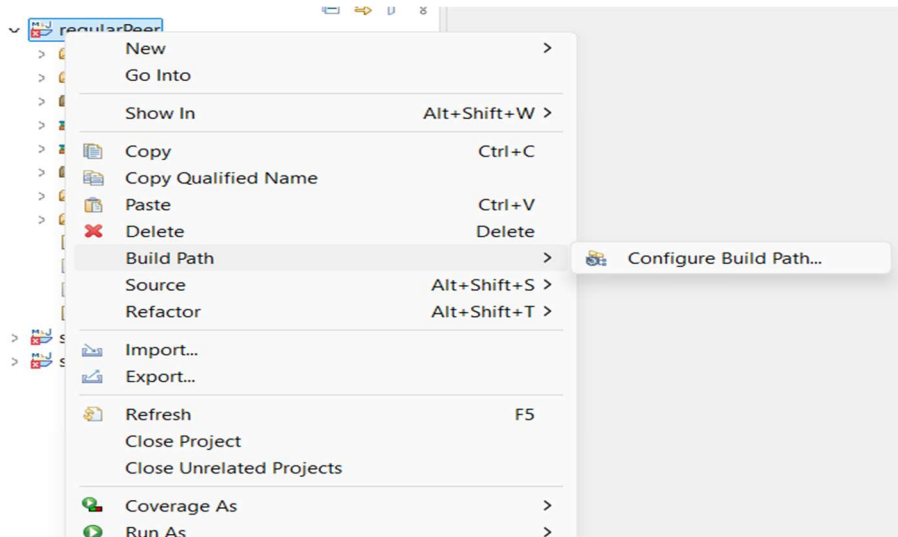 regularPeer
New
Go Into
Show In Alt+Shift+W
Copy Ctrl+C
Copy Qualified Name
Paste Ctrl+V
Delete Delete
Build Path
Configure Build Path...
Source Alt+Shift+S
Refactor Alt+Shift+T
Import...
Export...
Refresh F5
Close Project
Close Unrelated Projects
Coverage As
Run As